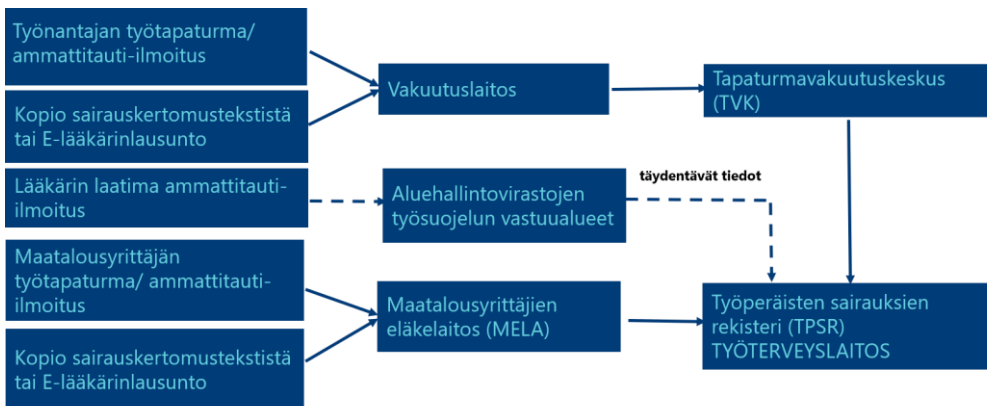 Työnantajan työtapaturma/
ammattitauti-ilmoitus
Kopio sairauskertomustekstistä
tai E-lääkärinlausunto
Vakuutuslaitos
Tapaturmavakuutuskeskus
(TVK)
Lääkärin laatima ammattitauti-
ilmoitus
Aluehallintovirastojen
työsuojelun vastuualueet
täydentävät tiedot
Maatalousyrittäjän
työtapaturma/ ammattitauti-
ilmoitus
Kopio sairauskertomustekstistä
tai E-lääkärinlausunto
Maatalousyrittäjien
eläkelaitos (MELA)
Työperäisten sairauksien
rekisteri (TPSR)
TYÖTERVEYSLAITOS